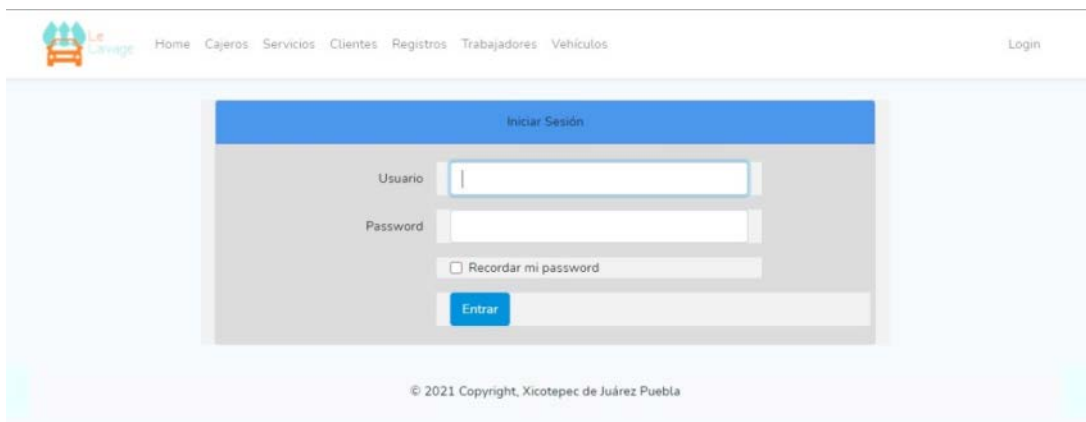 Le
Lavage
Home Cajeros Servicios Clientes Registros Trabajadores Vehículos Login
Iniciar Sesión
Usuario
Password
Recordar mi password
Entrar
© 2021 Copyright, Xicotepec de Juárez Puebla